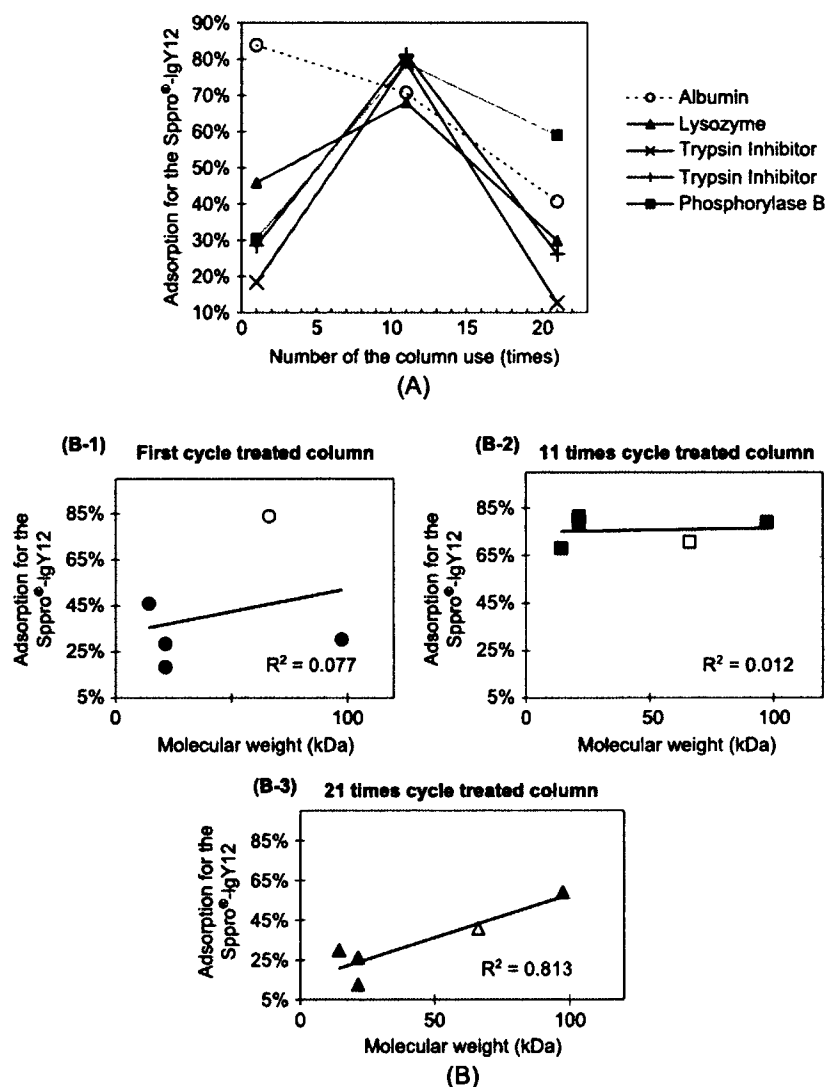 90%
80%
70%
60%
50%
40%
30%
20%
10%
Adsorption for the Sppro®-IgY12
0 5 10 15 20
Number of the column use (times)
Albumin
Lysozyme
Trypsin Inhibitor
Trypsin Inhibitor
Phosphorylase B
(A)
(B-1) First cycle treated column
85%
65%
45%
25%
5%
Adsorption for the
Sppro®-IgY12
R² = 0.077
0 100
Molecular weight (kDa)
(B-2) 11 times cycle treated column
85%
65%
45%
25%
5%
Adsorption for the
Sppro®-IgY12
R² = 0.012
0 50 100
Molecular weight (kDa)
(B-3) 21 times cycle treated column
85%
65%
45%
25%
5%
Adsorption for the
Sppro®-IgY12
R² = 0.813
0 50 100
Molecular weight (kDa)
(B)